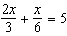 2x/3 + x/6 = 5